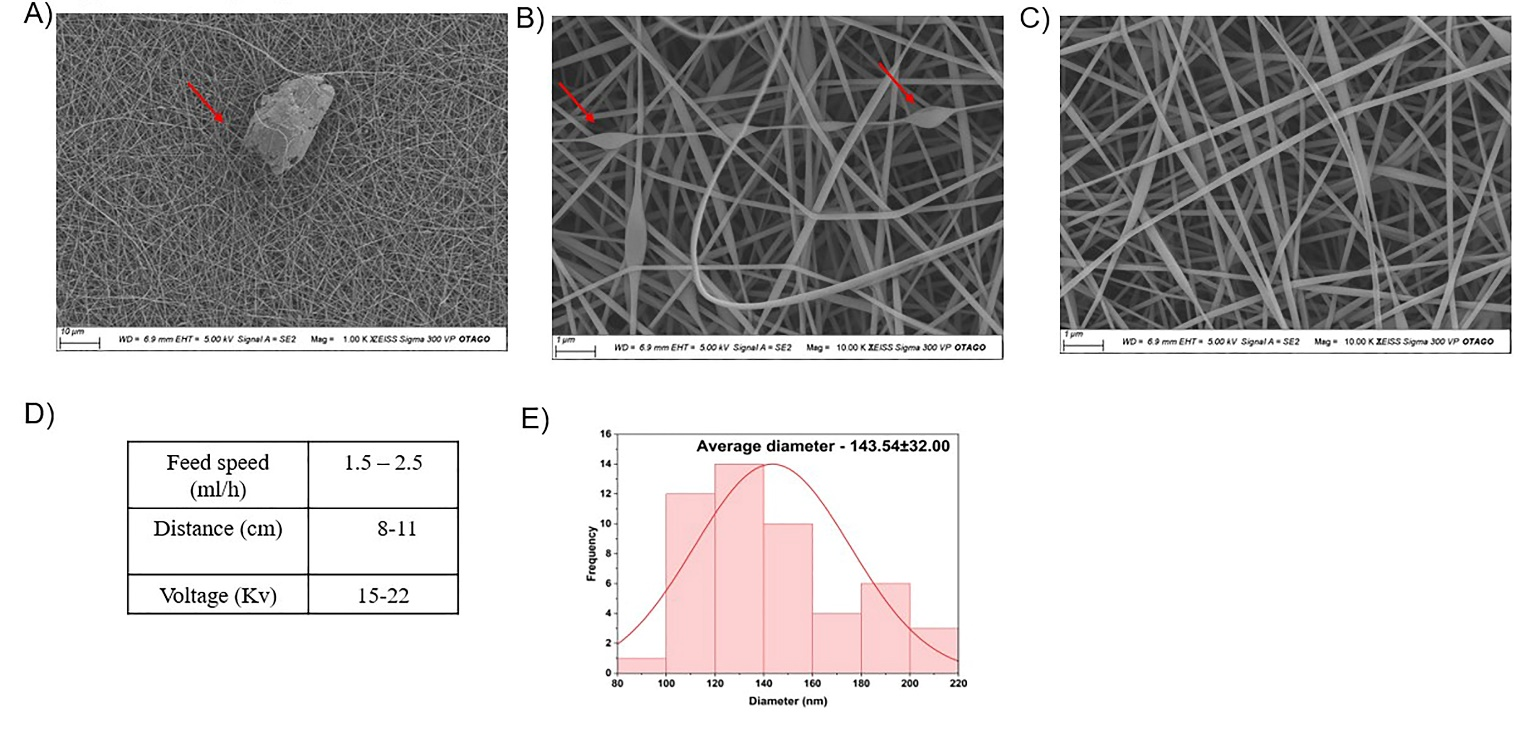 A)
B)
C)
10 µm
WD = 6.9 mm EHT = 5.00 kV Signal A = SE2 Mag = 1.00 K X ZEISS Sigma 300 VP OTAGO
1 µm
WD = 6.9 mm EHT = 5.00 kV Signal A = SE2 Mag = 10.00 K X ZEISS Sigma 300 VP OTAGO
1 µm
WD = 6.9 mm EHT = 5.00 kV Signal A = SE2 Mag = 10.00 K X ZEISS Sigma 300 VP OTAGO
D)
Feed speed
(ml/h)
1.5 – 2.5
Distance (cm)
8-11
Voltage (Kv)
15-22
E)
Average diameter - 143.54±32.00
16
14
12
10
8
6
4
2
0
Frequency
80 100 120 140 160 180 200 220
Diameter (nm)